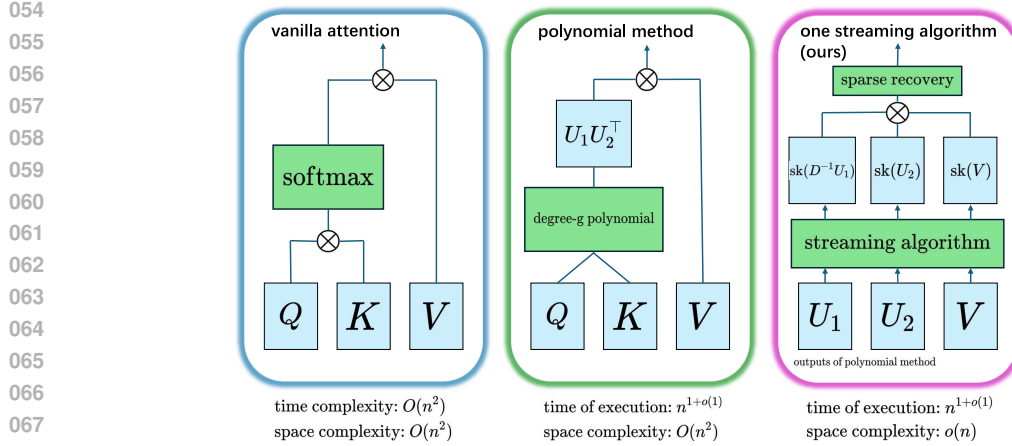 054
055
056
057
058
059
060
061
062
063
064
065
066
067
vanilla attention
⊗
softmax
⊗
Q K V
time complexity: O(n²)
space complexity: O(n²)
polynomial method
⊗
U₁U₂^⊤
degree-g polynomial
Q K V
time of execution: n^{1+o(1)}
space complexity: O(n²)
one streaming algorithm
(ours)
sparse recovery
⊗
sk(D⁻¹U₁) sk(U₂) sk(V)
streaming algorithm
U₁ U₂ V
outputs of polynomial method
time of execution: n^{1+o(1)}
space complexity: o(n)